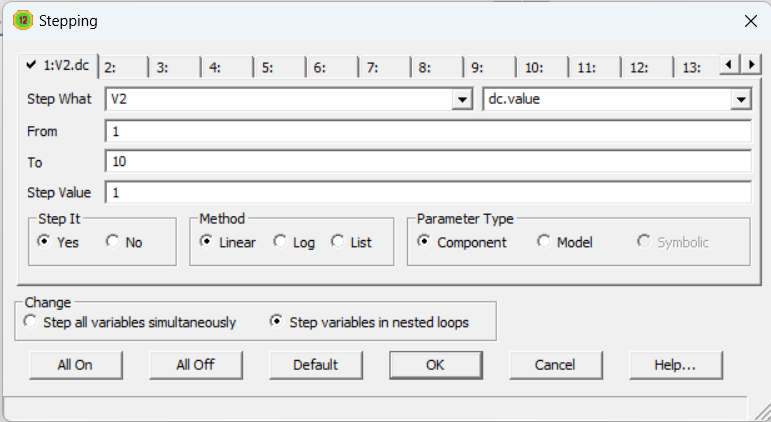 12 Stepping
1:V2.dc 2: 3: 4: 5: 6: 7: 8: 9: 10: 11: 12: 13:
Step What V2 dc.value
From 1
To 10
Step Value 1
Step It Method Parameter Type
Yes No Linear Log List Component Model Symbolic
Change
Step all variables simultaneously Step variables in nested loops
All On All Off Default OK Cancel Help...